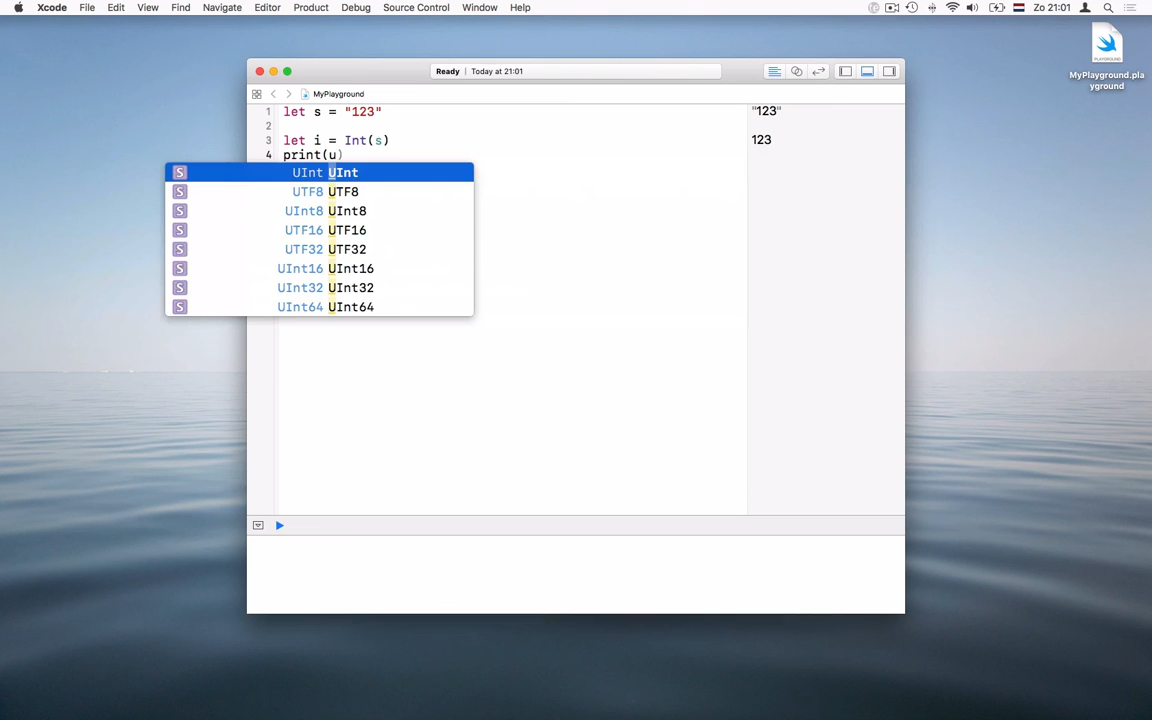 Xcode File Edit View Find Navigate Editor Product Debug Source Control Window Help Zo 21:01
MyPlayground.pla
yground
PLAYGROUND
Ready | Today at 21:01
MyPlayground
1 let s = "123" "123"
2
3 let i = Int(s) 123
4 print(u)
S UInt UInt
S UTF8 UTF8
S UInt8 UInt8
S UTF16 UTF16
S UTF32 UTF32
S UInt16 UInt16
S UInt32 UInt32
S UInt64 UInt64